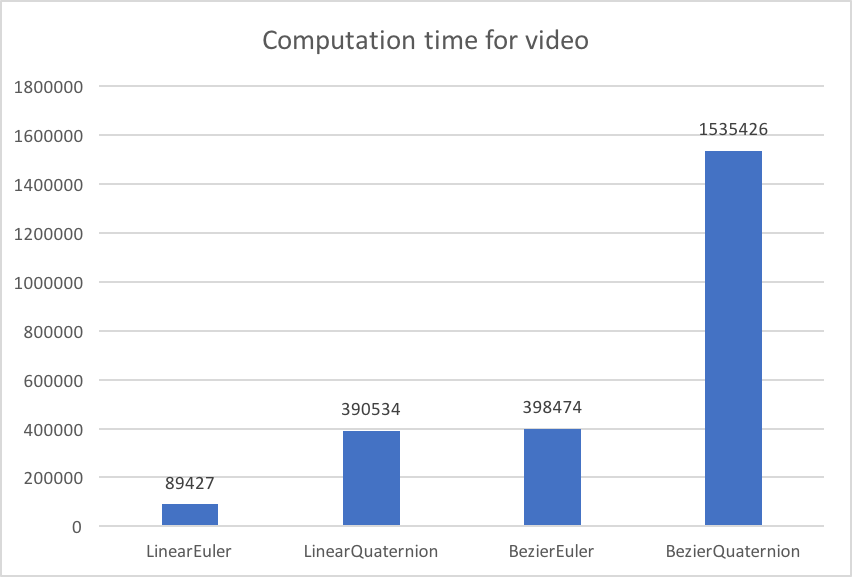 Computation time for video
1800000
1600000
1400000
1200000
1000000
800000
600000
400000
200000
0
89427
390534
398474
1535426
LinearEuler
LinearQuaternion
BezierEuler
BezierQuaternion